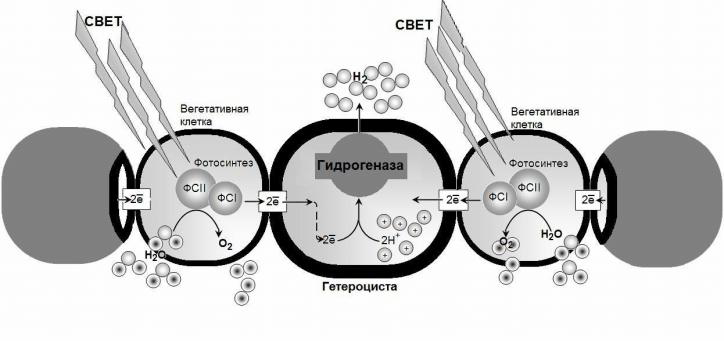 СВЕТ
СВЕТ
H2
Вегетативная
клетка
Вегетативная
клетка
Фотосинтез
Гидрогеназа
Фотосинтез
ФСII
ФСI
ФСI
ФСII
2e̅
2e̅
2e̅
2e̅
H2O
O2
2e̅
2H+
O2
H2O
Гетероциста